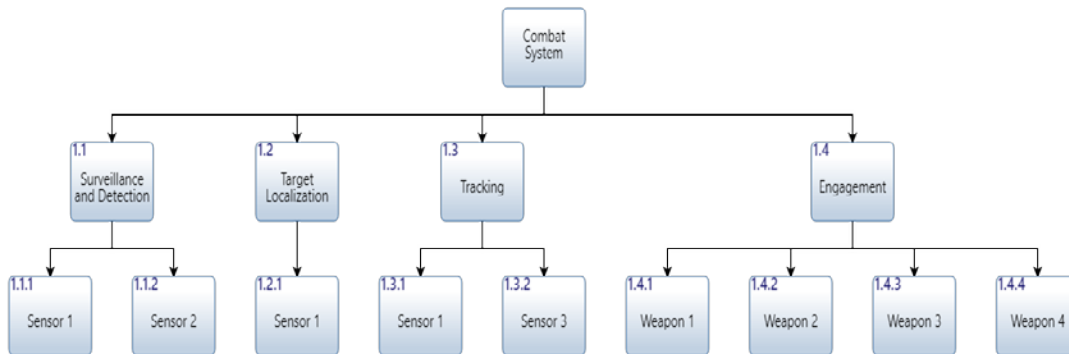 Combat
System
1.1
Surveillance
and Detection
1.2
Target
Localization
1.3
Tracking
1.4
Engagement
1.1.1
Sensor 1
1.1.2
Sensor 2
1.2.1
Sensor 1
1.3.1
Sensor 1
1.3.2
Sensor 3
1.4.1
Weapon 1
1.4.2
Weapon 2
1.4.3
Weapon 3
1.4.4
Weapon 4